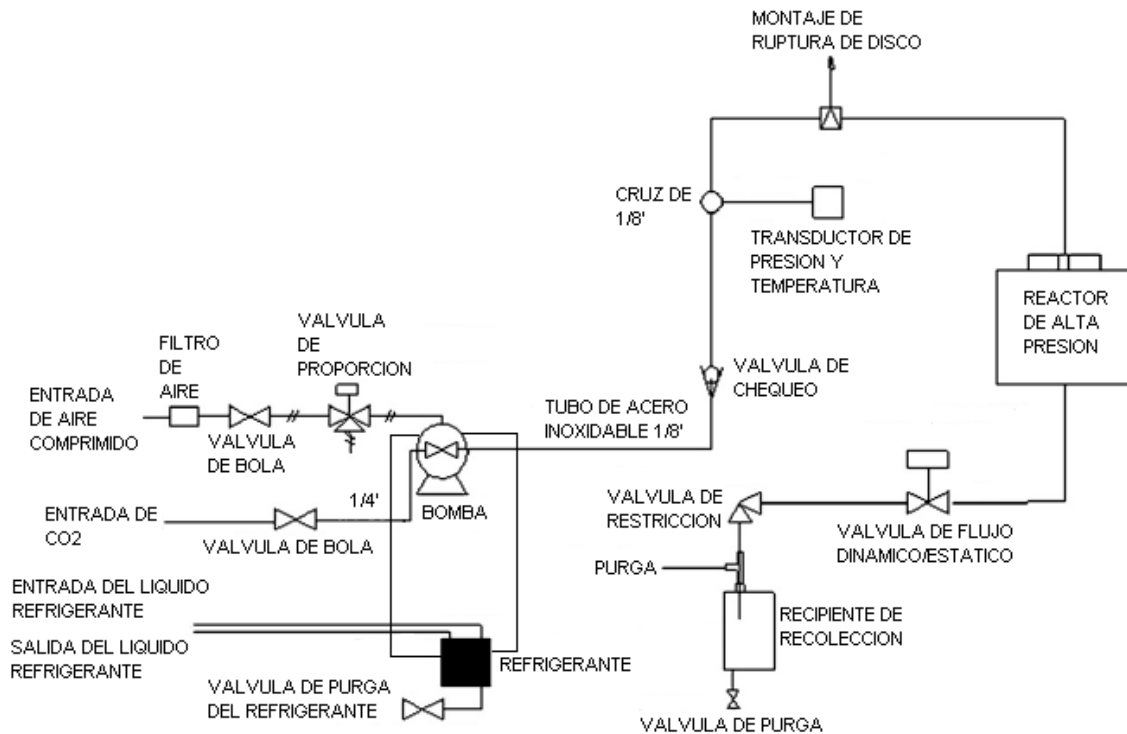 MONTAJE DE
RUPTURA DE DISCO
CRUZ DE
1/8'
TRANSDUCTOR DE
PRESION Y
TEMPERATURA
REACTOR
DE ALTA
PRESION
VALVULA
DE
PROPORCION
FILTRO
DE
AIRE
ENTRADA
DE AIRE
COMPRIMIDO
VALVULA
DE BOLA
VALVULA DE
CHEQUEO
TUBO DE ACERO
INOXIDABLE 1/8'
1/4'
BOMBA
ENTRADA DE
CO2
VALVULA DE BOLA
VALVULA DE
RESTRICCION
VALVULA DE FLUJO
DINAMICO/ESTATICO
PURGA
ENTRADA DEL LIQUIDO
REFRIGERANTE
SALIDA DEL LIQUIDO
REFRIGERANTE
REFRIGERANTE
RECIPIENTE DE
RECOLECCION
VALVULA DE PURGA
DEL REFRIGERANTE
VALVULA DE PURGA